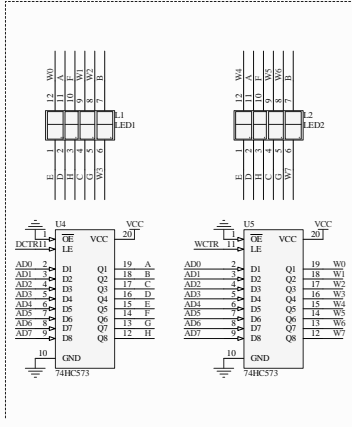 W0 A F W1 W2 B
12 11 10 9 8 7
L1
LED1
1 2 3 4 5 6
E D H C G W3
W4 A F W5 W6 B
12 11 10 9 8 7
L2
LED2
1 2 3 4 5 6
E D H C G W7
U4
VCC
1 OE VCC 20
DCTR 11 LE
AD0 2 D1 Q1 19 A
AD1 3 D2 Q2 18 B
AD2 4 D3 Q3 17 C
AD3 5 D4 Q4 16 D
AD4 6 D5 Q5 15 E
AD5 7 D6 Q6 14 F
AD6 8 D7 Q7 13 G
AD7 9 D8 Q8 12 H
10 GND
74HC573
U5
VCC
1 OE VCC 20
WCTR 11 LE
AD0 2 D1 Q1 19 W0
AD1 3 D2 Q2 18 W1
AD2 4 D3 Q3 17 W2
AD3 5 D4 Q4 16 W3
AD4 6 D5 Q5 15 W4
AD5 7 D6 Q6 14 W5
AD6 8 D7 Q7 13 W6
AD7 9 D8 Q8 12 W7
10 GND
74HC573